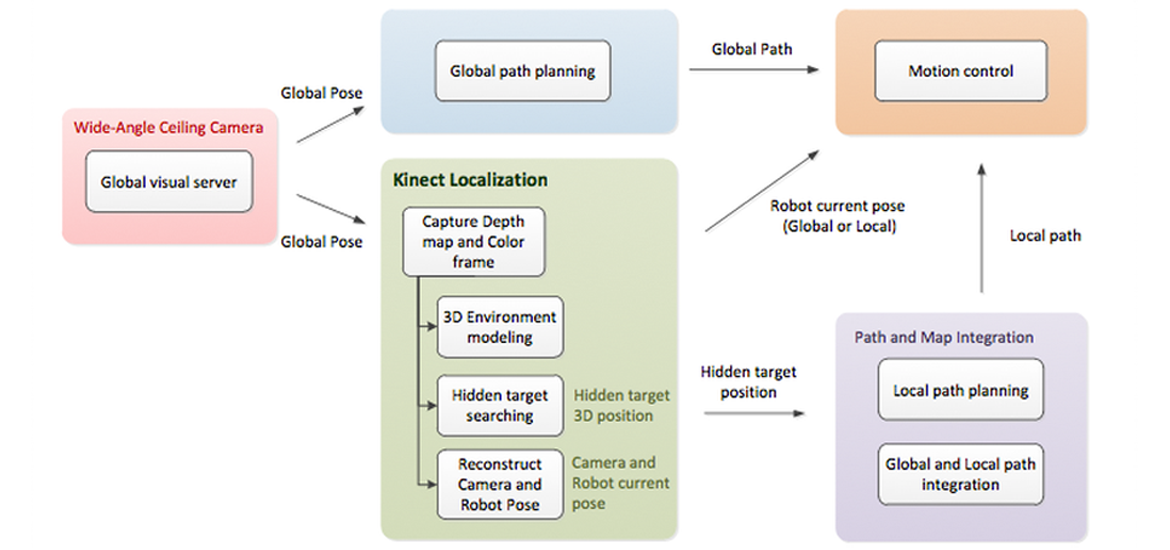 Wide-Angle Ceiling Camera
Global visual server
Global Pose
Global Pose
Global path planning
Global Path
Motion control
Kinect Localization
Capture Depth
map and Color
frame
3D Environment
modeling
Hidden target
searching
Hidden target
3D position
Reconstruct
Camera and
Robot Pose
Camera and
Robot current
pose
Robot current pose
(Global or Local)
Local path
Hidden target
position
Path and Map Integration
Local path planning
Global and Local path
integration